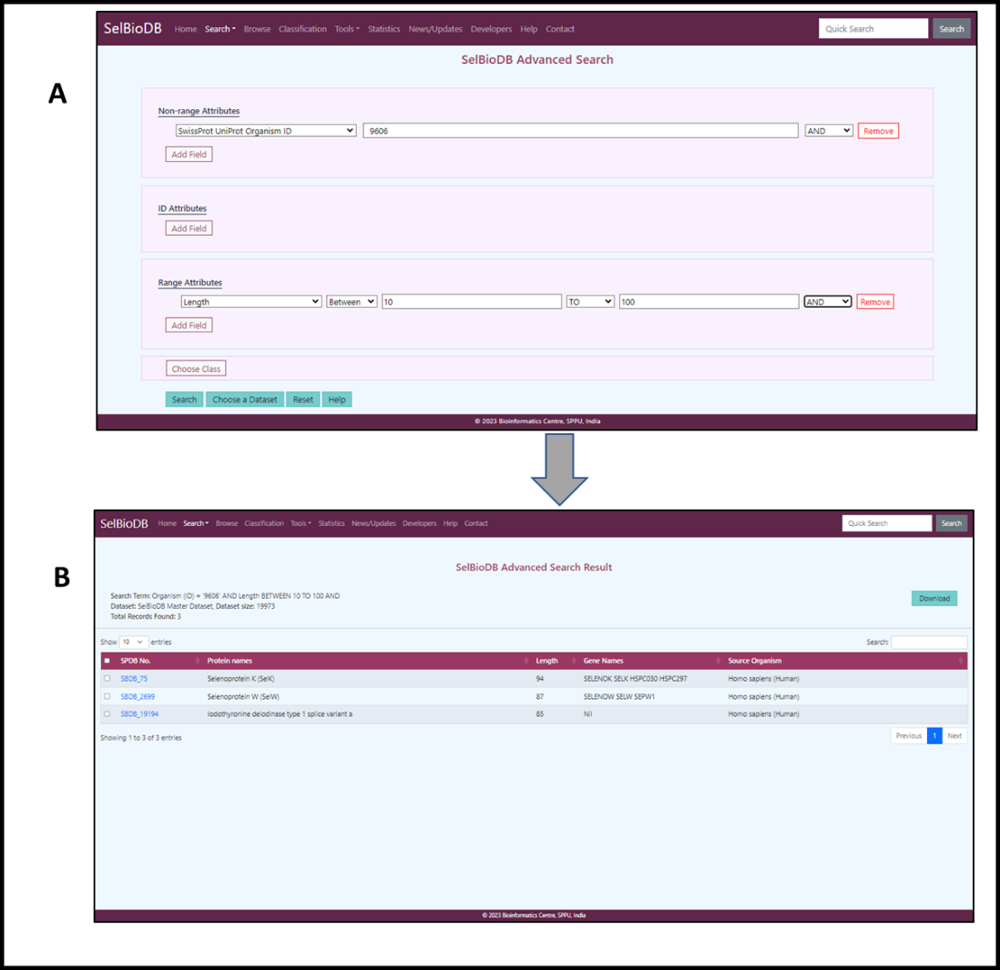 A
SelBioDB Home Search Browse Classification Tools Statistics News/Updates Developers Help Contact Quick Search Search
SelBioDB Advanced Search
Non-range Attributes
SwissProt UniProt Organism ID 9606 AND Remove
Add Field
ID Attributes
Add Field
Range Attributes
Length Between 10 TO 100 AND Remove
Add Field
Choose Class
Search Choose a Dataset Reset Help
© 2023 Bioinformatics Centre, SPPU, India
B
SelBioDB Home Search Browse Classification Tools Statistics News/Updates Developers Help Contact Quick Search Search
SelBioDB Advanced Search Result
Search Term: Organism (ID) = '9606' AND Length BETWEEN 10 TO 100 AND
Dataset: SelBioDB Master Dataset, Dataset size: 19973
Total Records Found: 3
Download
Show 10 entries Search:
SPDB No. Protein names Length Gene Names Source Organism
SBDB_75 Selenoprotein K (SelK) 94 SELENOK SELK HSPC030 HSPC297 Homo sapiens (Human)
SBDB_2699 Selenoprotein W (SelW) 87 SELENOW SELW SEPW1 Homo sapiens (Human)
SBDB_19194 Iodothyronine deiodinase type 1 splice variant a 85 Nil Homo sapiens (Human)
Showing 1 to 3 of 3 entries Previous 1 Next
© 2023 Bioinformatics Centre, SPPU, India